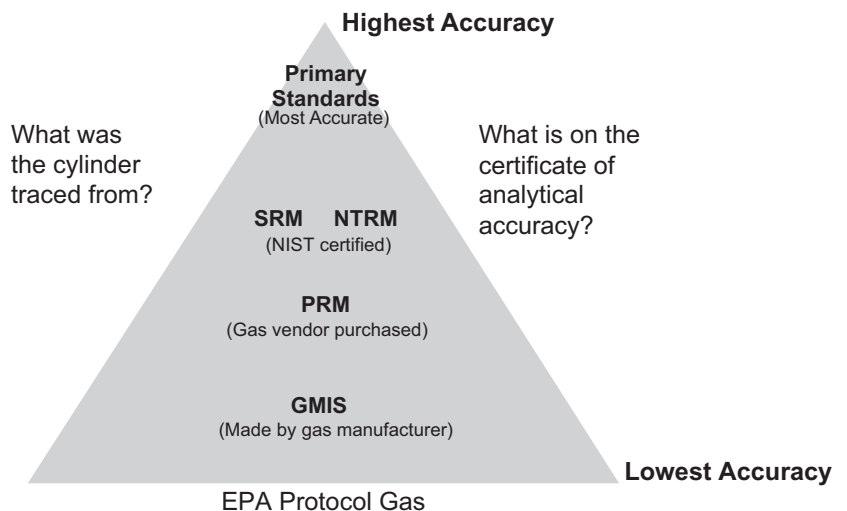 Highest Accuracy
Primary
Standards
(Most Accurate)
What was
the cylinder
traced from?
What is on the
certificate of
analytical
accuracy?
SRM NTRM
(NIST certified)
PRM
(Gas vendor purchased)
GMIS
(Made by gas manufacturer)
Lowest Accuracy
EPA Protocol Gas